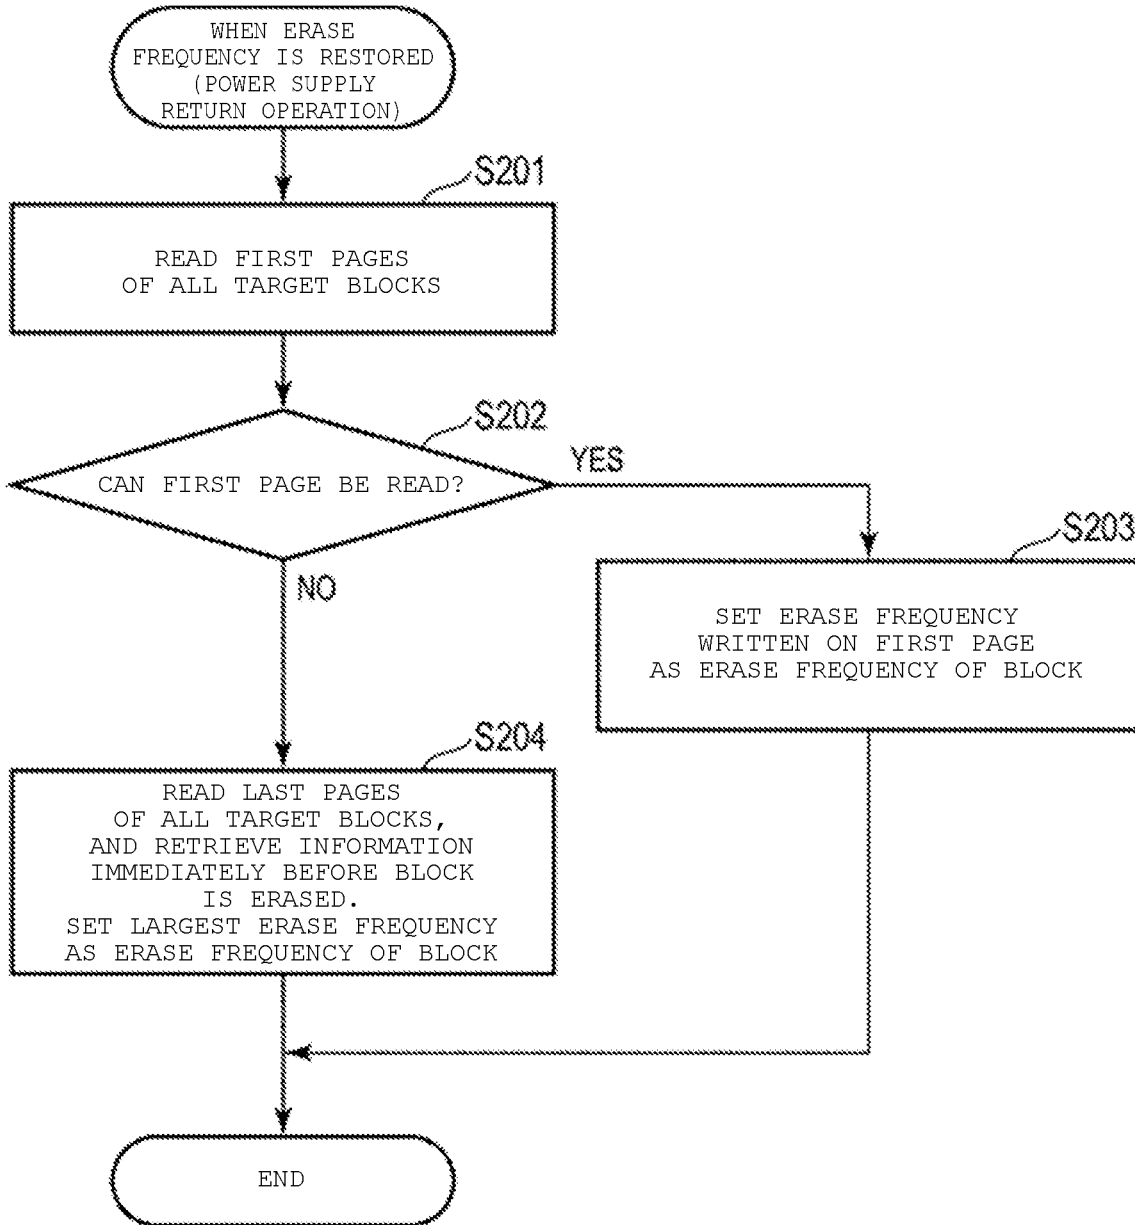 WHEN ERASE
FREQUENCY IS RESTORED
(POWER SUPPLY
RETURN OPERATION)
S201
READ FIRST PAGES
OF ALL TARGET BLOCKS
S202
CAN FIRST PAGE BE READ?
YES
NO
S203
SET ERASE FREQUENCY
WRITTEN ON FIRST PAGE
AS ERASE FREQUENCY OF BLOCK
S204
READ LAST PAGES
OF ALL TARGET BLOCKS,
AND RETRIEVE INFORMATION
IMMEDIATELY BEFORE BLOCK
IS ERASED.
SET LARGEST ERASE FREQUENCY
AS ERASE FREQUENCY OF BLOCK
END